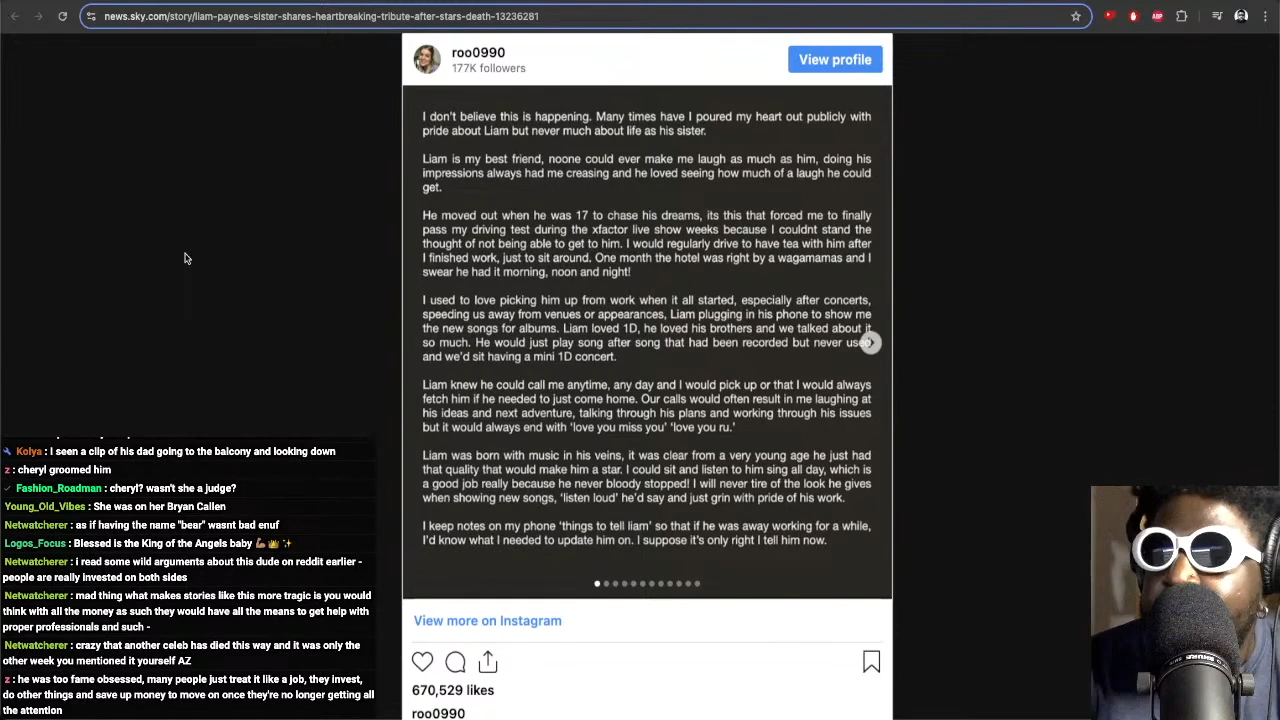 news.sky.com/story/liam-paynes-sister-shares-heartbreaking-tribute-after-stars-death-13236281
ABP
roo0990
177K followers
View profile
I don't believe this is happening. Many times have I poured my heart out publicly with
pride about Liam but never much about life as his sister.
Liam is my best friend, noone could ever make me laugh as much as him, doing his
impressions always had me creasing and he loved seeing how much of a laugh he could
get.
He moved out when he was 17 to chase his dreams, its this that forced me to finally
pass my driving test during the xfactor live show weeks because I couldnt stand the
thought of not being able to get to him. I would regularly drive to have tea with him after
I finished work, just to sit around. One month the hotel was right by a wagamamas and I
swear he had it morning, noon and night!
I used to love picking him up from work when it all started, especially after concerts,
speeding us away from venues or appearances, Liam plugging in his phone to show me
the new songs for albums. Liam loved 1D, he loved his brothers and we talked about it
so much. He would just play song after song that had been recorded but never used
and we'd sit having a mini 1D concert.
Liam knew he could call me anytime, any day and I would pick up or that I would always
fetch him if he needed to just come home. Our calls would often result in me laughing at
his ideas and next adventure, talking through his plans and working through his issues
but it would always end with 'love you miss you' 'love you ru.'
Liam was born with music in his veins, it was clear from a very young age he just had
that quality that would make him a star. I could sit and listen to him sing all day, which is
a good job really because he never bloody stopped! I will never tire of the look he gives
when showing new songs, 'listen loud' he'd say and just grin with pride of his work.
I keep notes on my phone 'things to tell liam' so that if he was away working for a while,
I'd know what I needed to update him on. I suppose it's only right I tell him now.
View more on Instagram
670,529 likes
roo0990
Kolya : I seen a clip of his dad going to the balcony and looking down
z : cheryl groomed him
Fashion_Roadman : cheryl? wasn't she a judge?
Young_Old_Vibes : She was on her Bryan Callen
Netwatcherer : as if having the name "bear" wasnt bad enuf
Logos_Focus : Blessed is the King of the Angels baby 💪🏾👑✨
Netwatcherer : i read some wild arguments about this dude on reddit earlier -
people are really invested on both sides
Netwatcherer : mad thing what makes stories like this more tragic is you would
think with all the money as such they would have all the means to get help with
proper professionals and such -
Netwatcherer : crazy that another celeb has died this way and it was only the
other week you mentioned it yourself AZ
z : he was too fame obsessed, many people just treat it like a job, they invest,
do other things and save up money to move on once they're no longer getting all
the attention